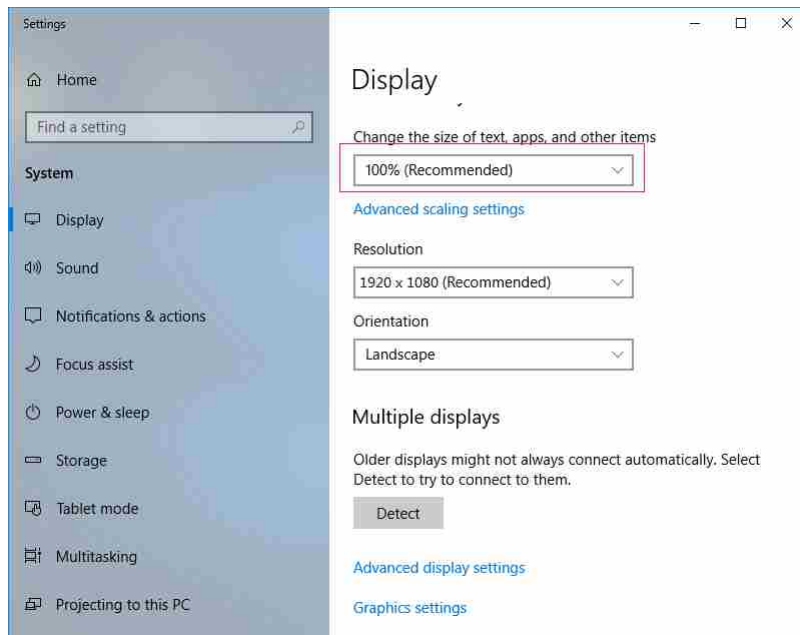 Settings
Home
Find a setting
System
Display
Sound
Notifications & actions
Focus assist
Power & sleep
Storage
Tablet mode
Multitasking
Projecting to this PC
Display
Change the size of text, apps, and other items
100% (Recommended)
Advanced scaling settings
Resolution
1920 x 1080 (Recommended)
Orientation
Landscape
Multiple displays
Older displays might not always connect automatically. Select
Detect to try to connect to them.
Detect
Advanced display settings
Graphics settings